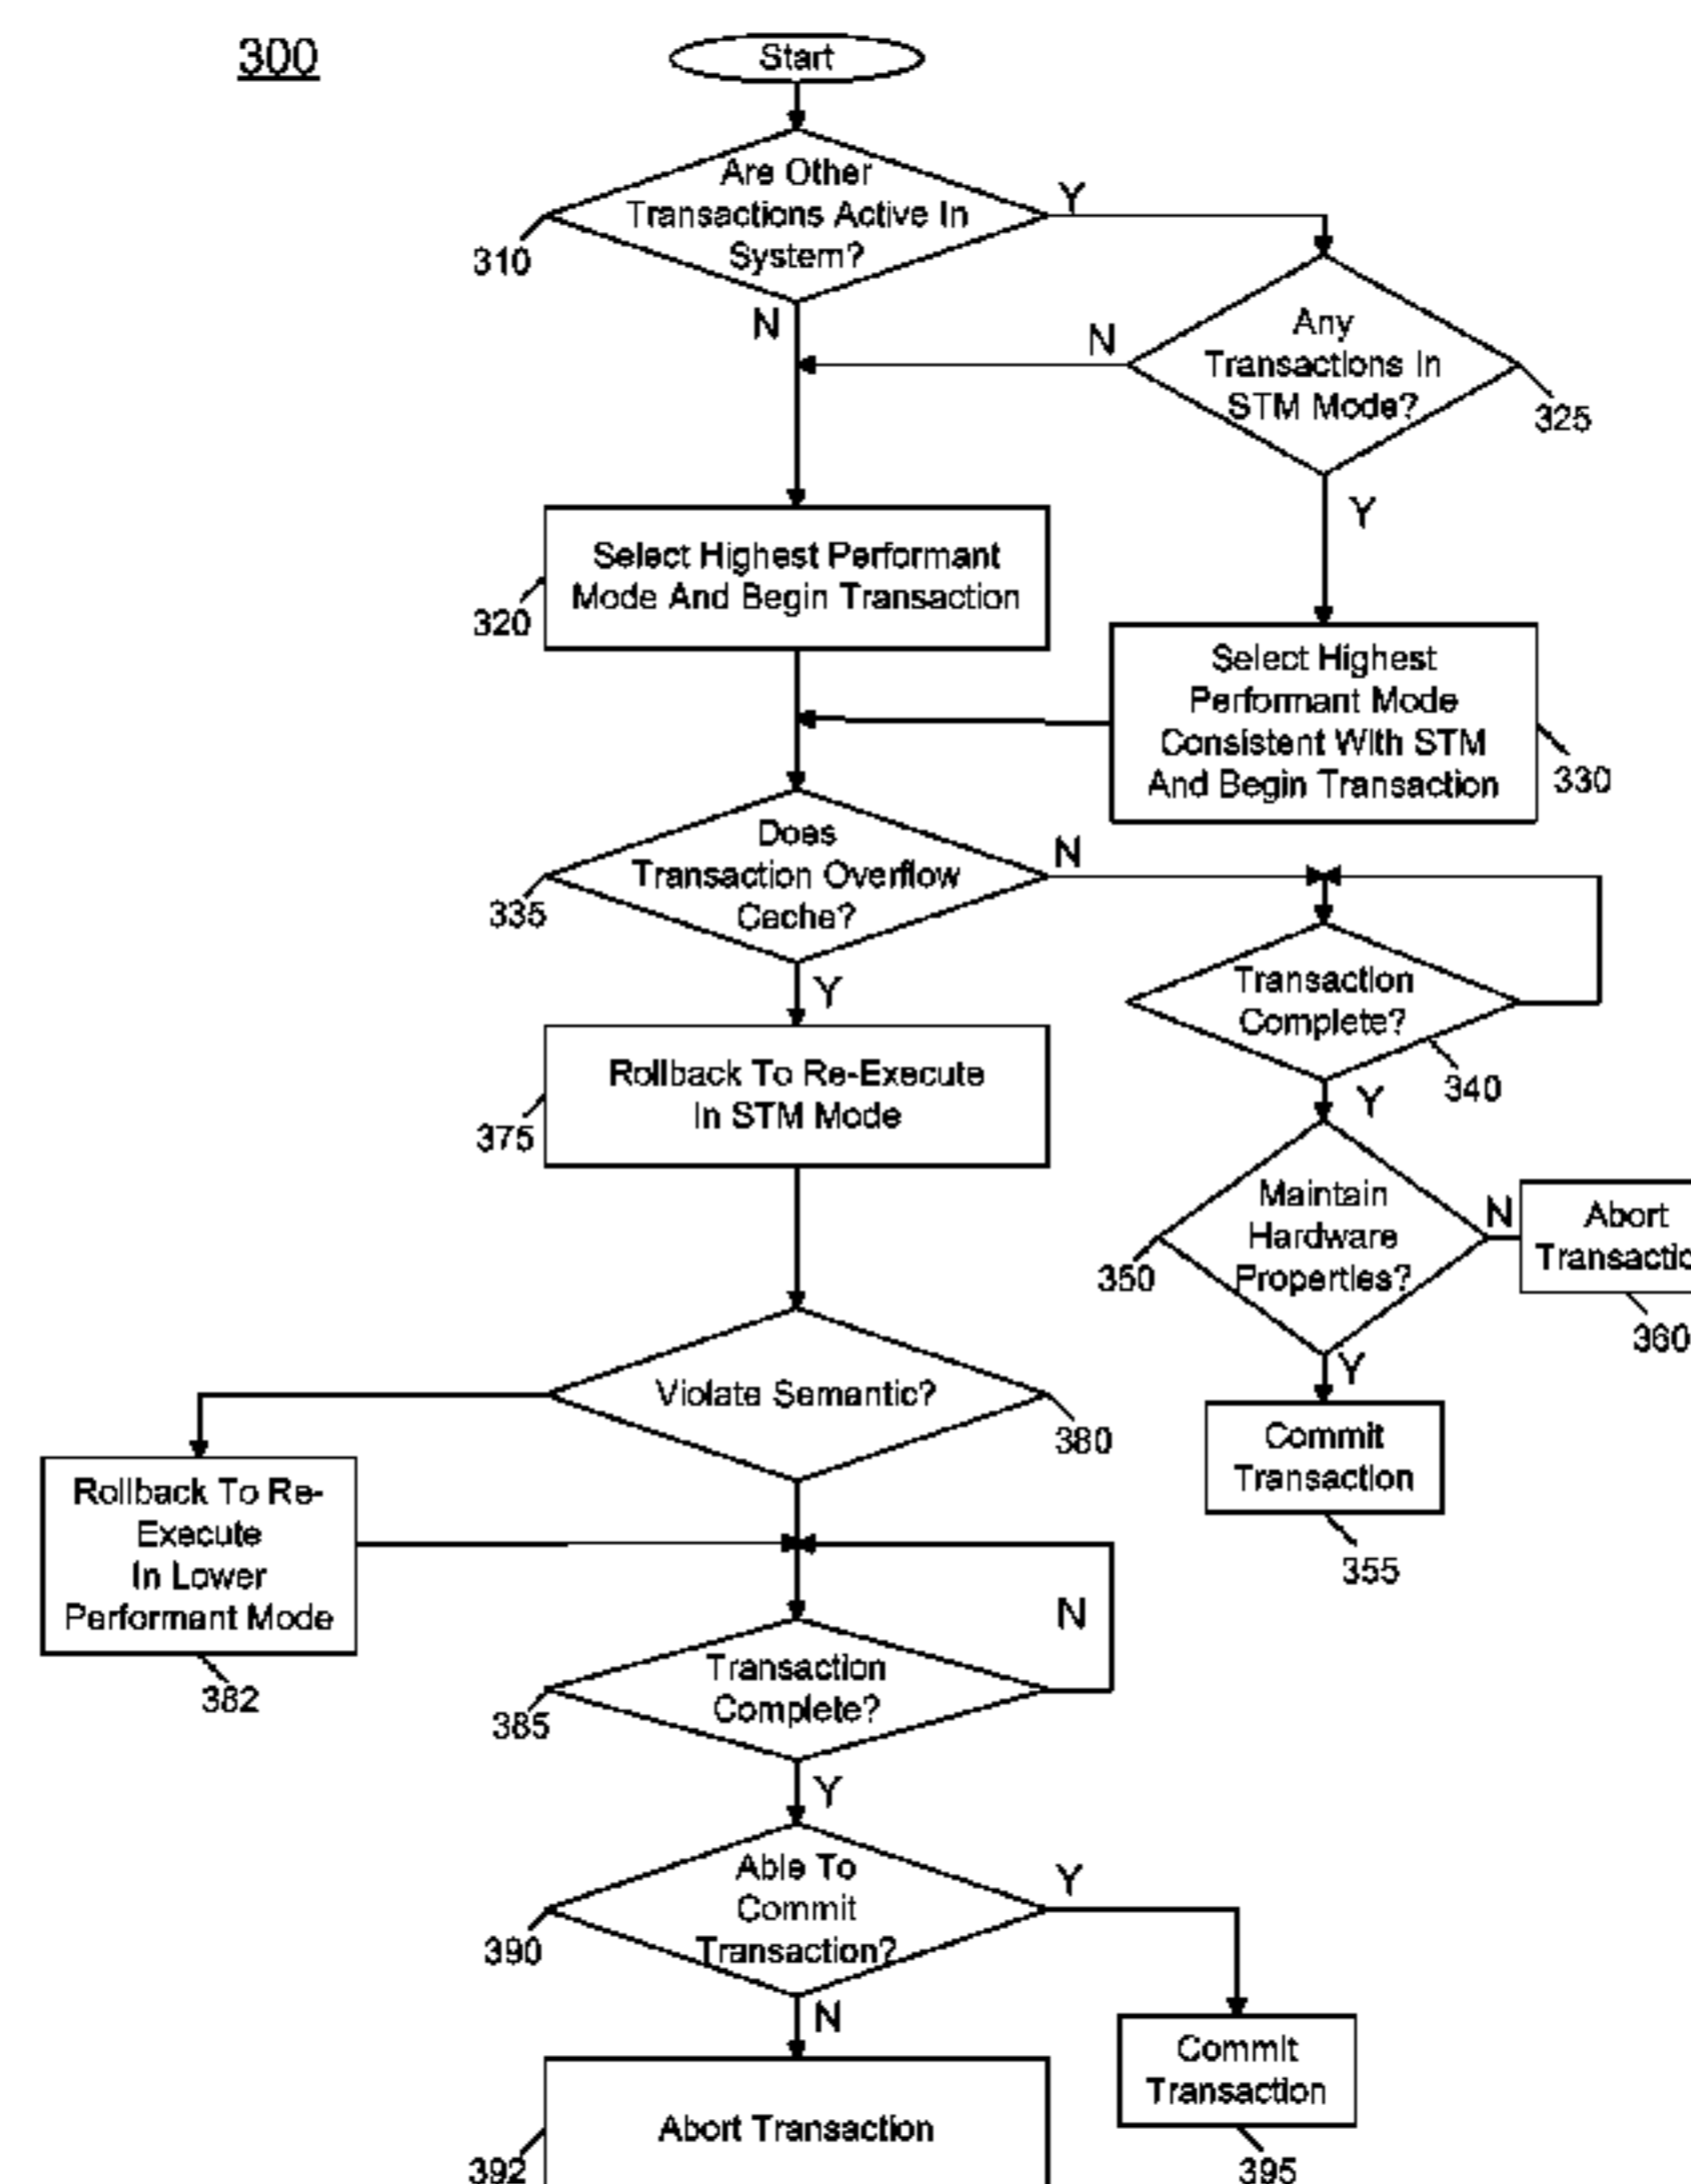 300
Start
Are Other
Transactions Active In
System?
Y
310
N
N
Any
Transactions In
STM Mode?
325
Y
Select Highest Performant
Mode And Begin Transaction
320
Select Highest
Performant Mode
Consistent With STM
And Begin Transaction
330
Does
Transaction Overflow
Cache?
N
335
Y
Transaction
Complete?
340
Y
Rollback To Re-Execute
In STM Mode
375
Maintain
Hardware
Properties?
N
350
Abort
360
Y
Violate Semantic?
380
Commit
Transaction
355
Rollback To Re-
Execute
In Lower
Performant Mode
382
N
Transaction
Complete?
385
Y
Able To
Commit
Transaction?
Y
390
N
Commit
Transaction
395
Abort Transaction
392